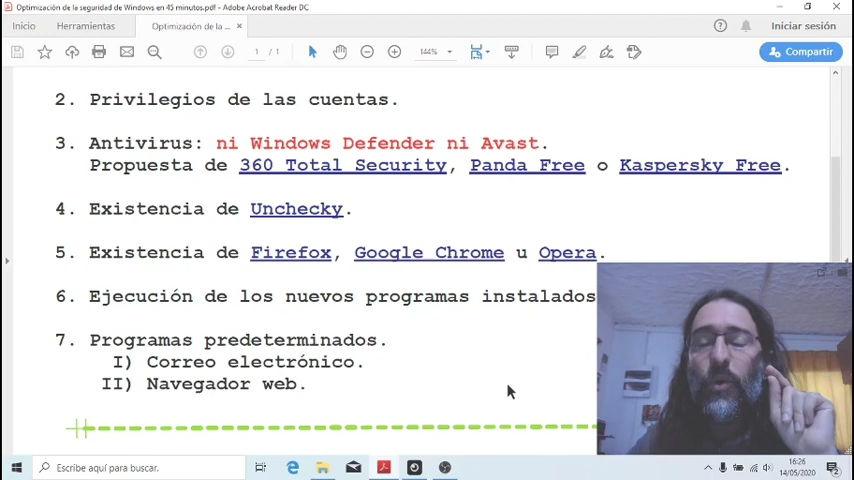 Optimización de la seguridad de Windows en 45 minutos.pdf - Adobe Acrobat Reader DC
Inicio Herramientas Optimización de la ... Iniciar sesión
1 / 1 144% Compartir
2. Privilegios de las cuentas.
3. Antivirus: ni Windows Defender ni Avast.
Propuesta de 360 Total Security, Panda Free o Kaspersky Free.
4. Existencia de Unchecky.
5. Existencia de Firefox, Google Chrome u Opera.
6. Ejecución de los nuevos programas instalados
7. Programas predeterminados.
I) Correo electrónico.
II) Navegador web.
Escribe aquí para buscar.
16:26
14/05/2020